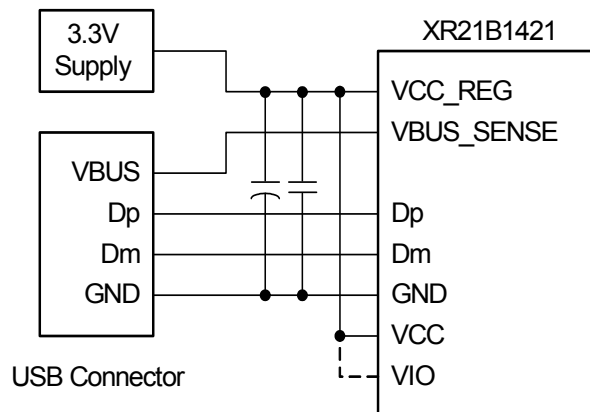 3.3V
Supply
XR21B1421
VCC_REG
VBUS_SENSE
VBUS
Dp
Dm
GND
Dp
Dm
GND
VCC
VIO
USB Connector